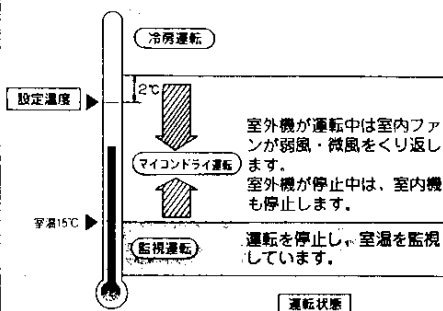 冷房運転
2℃
設定温度
室外機が運転中は室内ファ
ンが弱風・微風をくり返し
ます。
マイコンドライ運転
室外機が停止中は、室内機
も停止します。
室温15℃
監視運転
運転を停止し、室温を監視
しています。
運転状態